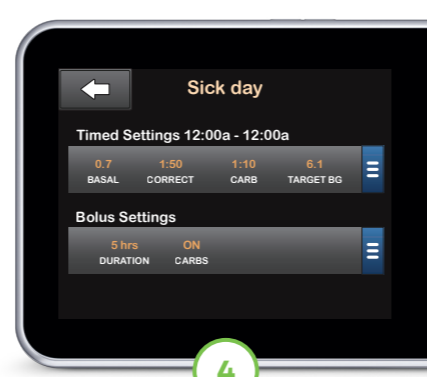 Sick day
Timed Settings 12:00a - 12:00a
0.7 1:50 1:10 6.1
BASAL CORRECT CARB TARGET BG
Bolus Settings
5 hrs ON
DURATION CARBS
4